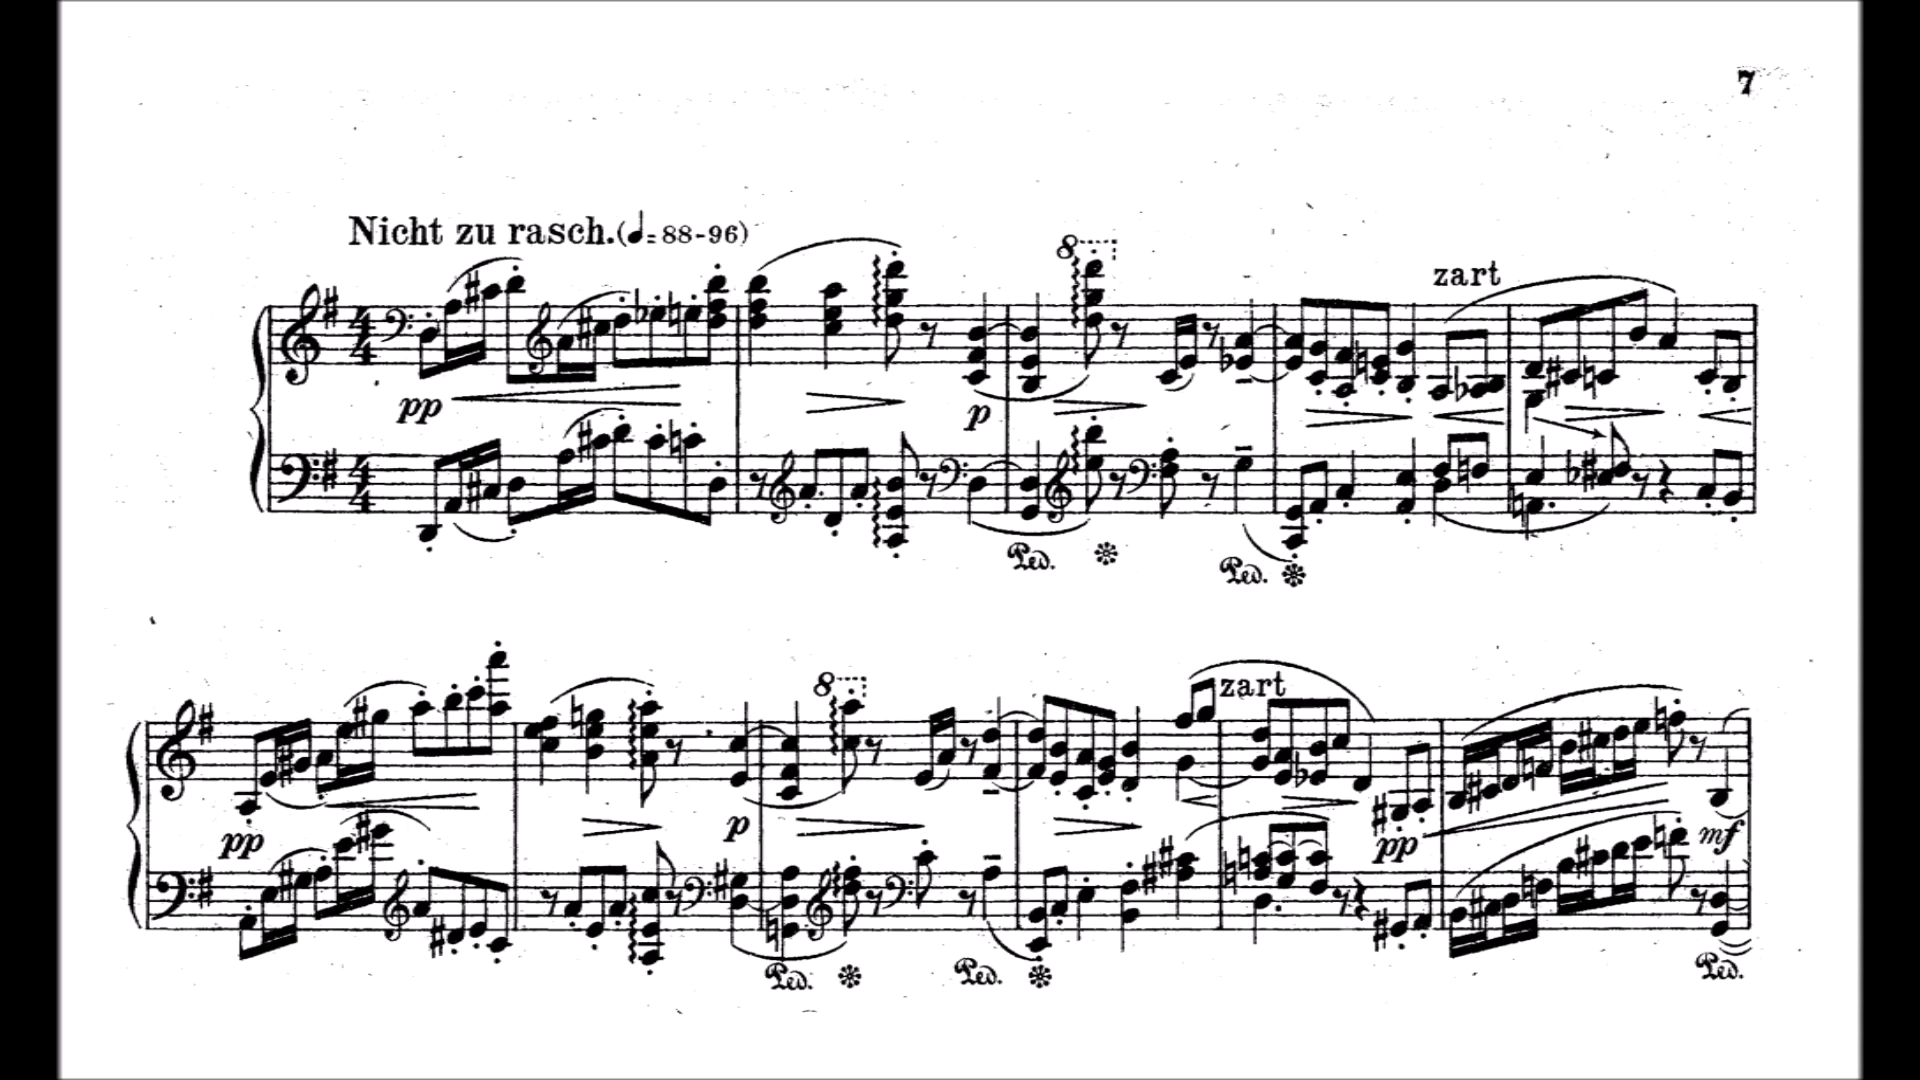 7
Nicht zu rasch. (♩=88-96)
8
zart
pp
p
Ped. * Ped. *
8
zart
pp
p
pp
mf
Ped. * Ped. * Ped.